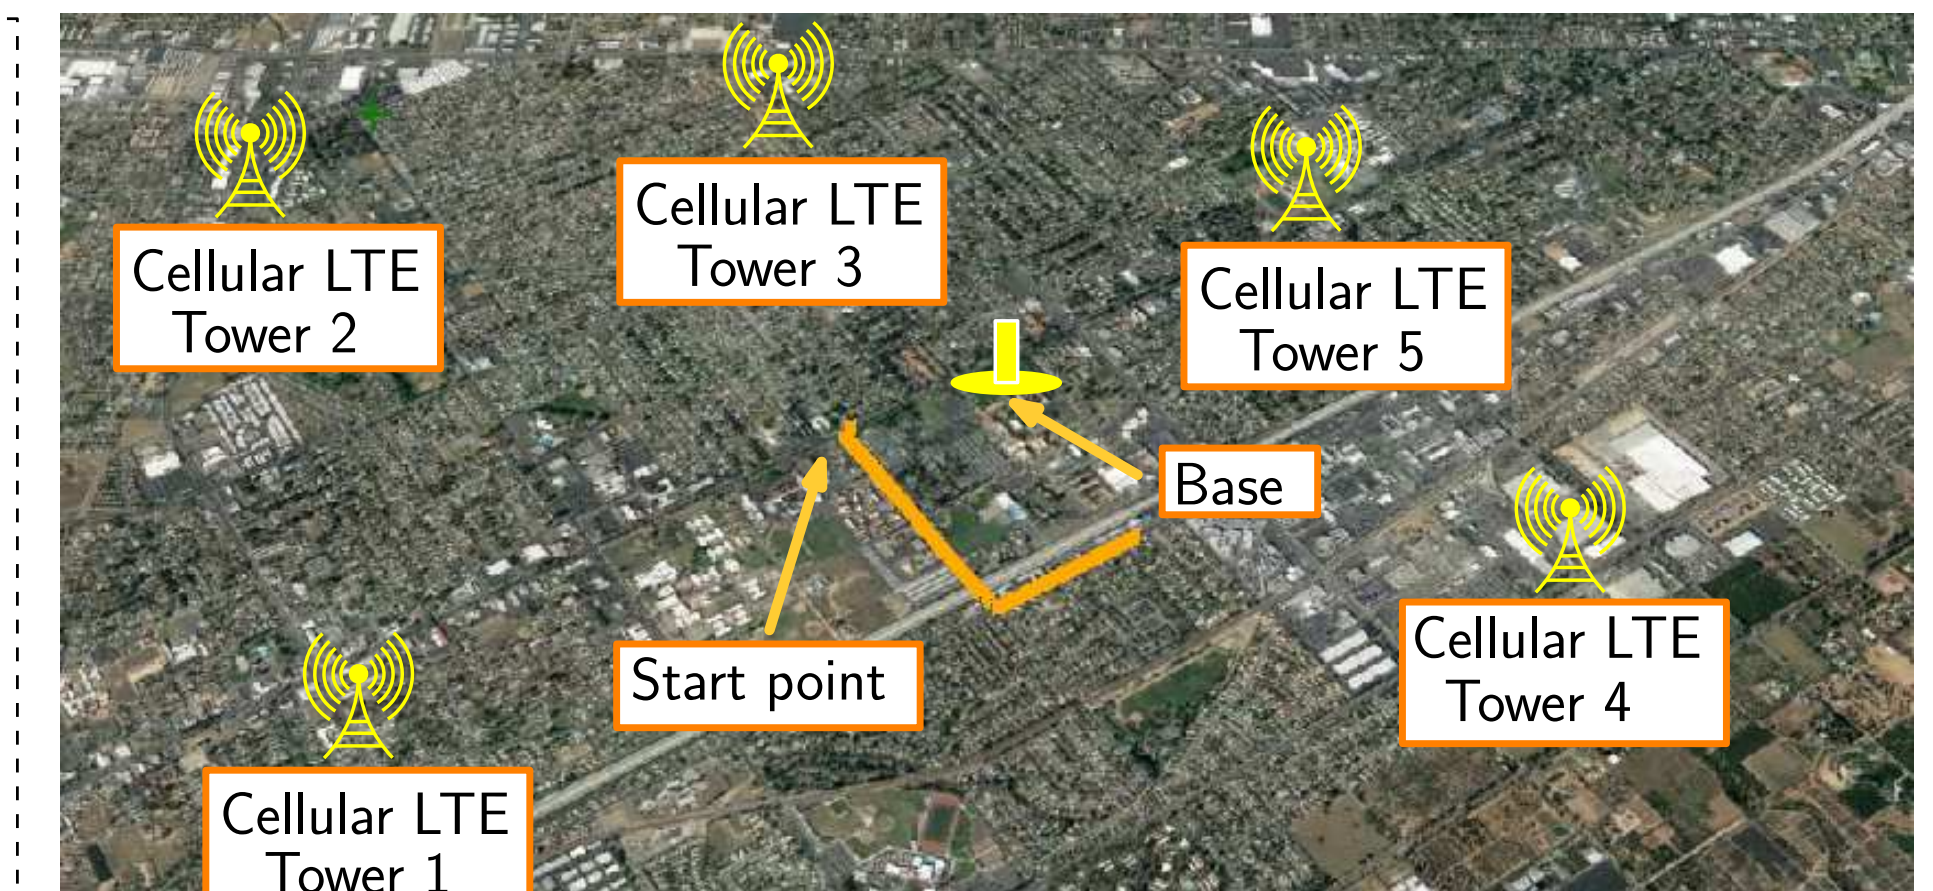 Cellular LTE
Tower 3
Cellular LTE
Tower 2
Cellular LTE
Tower 5
Base
Cellular LTE
Tower 4
Start point
Cellular LTE
Tower 1